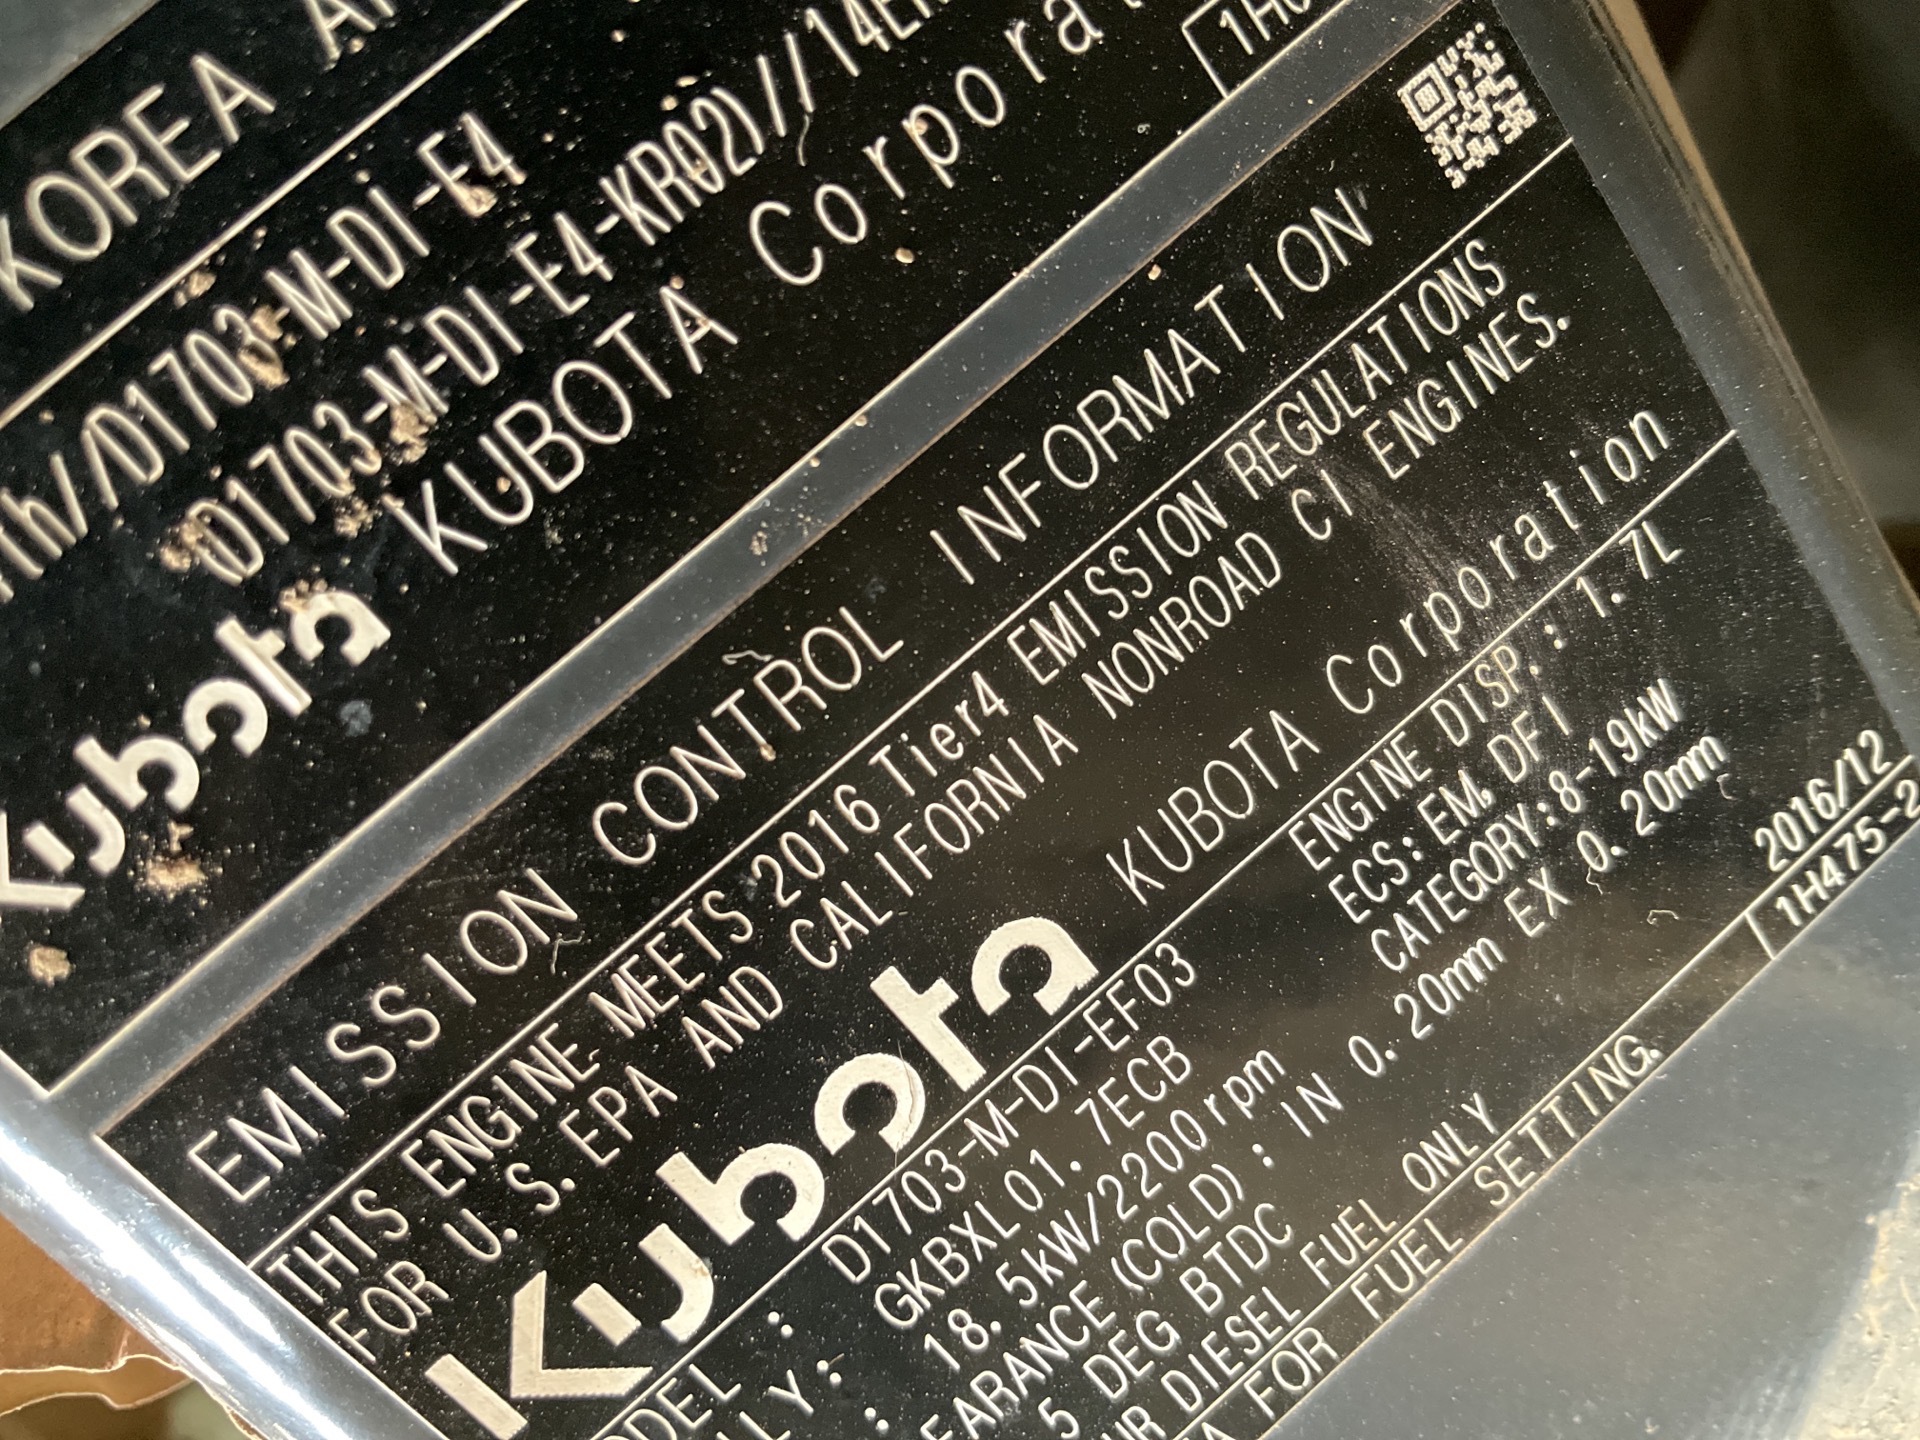 KOREA
D1703-M-DI-E4
D1703-M-DI-E4-KR02)//14
Kubota KUBOTA
EMISSION CONTROL INFORMATION
THIS ENGINE MEETS 2016 Tier4 EMISSION REGULATIONS
FOR U.S. EPA AND CALIFORNIA NONROAD CI ENGINES.
Kubota KUBOTA Corporation
D1703-M-DI-EF03 ENGINE DISP.: 1.7L
GKBXL01.7ECB ECS: EM, DFI
18.5kW/2200rpm CATEGORY:8-19kW
(COLD) : IN 0.20mm EX 0.20mm
5 DEG BTDC
DIESEL FUEL ONLY 2016/12
FOR FUEL SETTING. 1H475-2